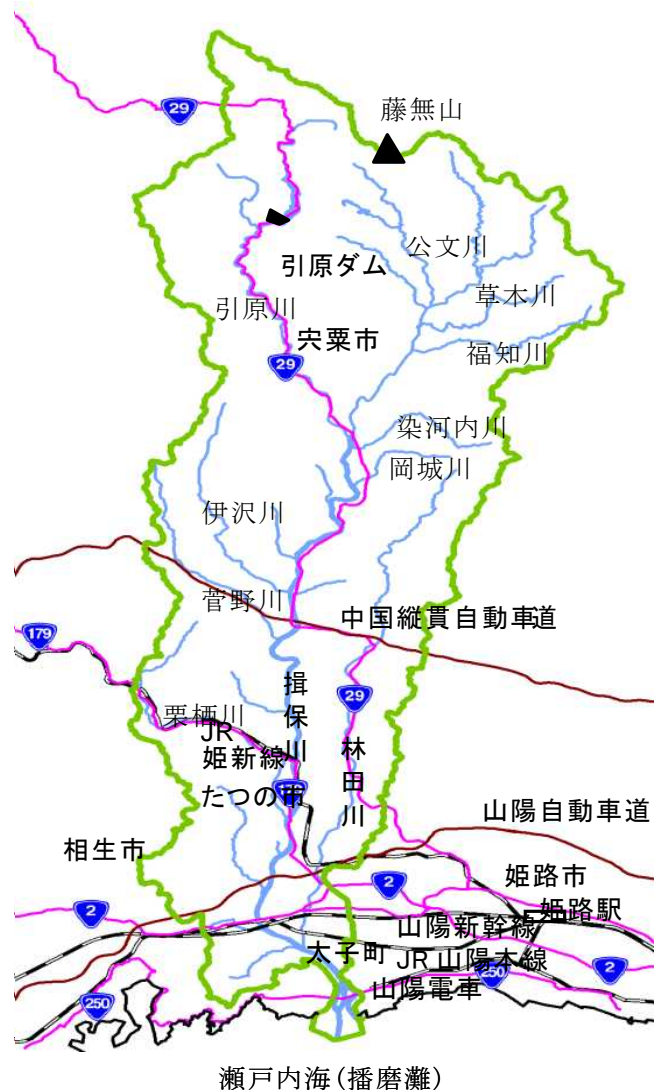 藤無山
29
公文川
引原ダム
草木川
引原川
宍粟市
福知川
29
染河内川
岡城川
伊沢川
菅野川
中国縦貫自動車道
179
揖保川
29
栗栖川
JR
姫新線
林田川
たつの市
山陽自動車道
相生市
姫路市
2
2
姫路駅
山陽新幹線
太子町
JR山陽本線
2
250
山陽電車
250
瀬戸内海(播磨灘)